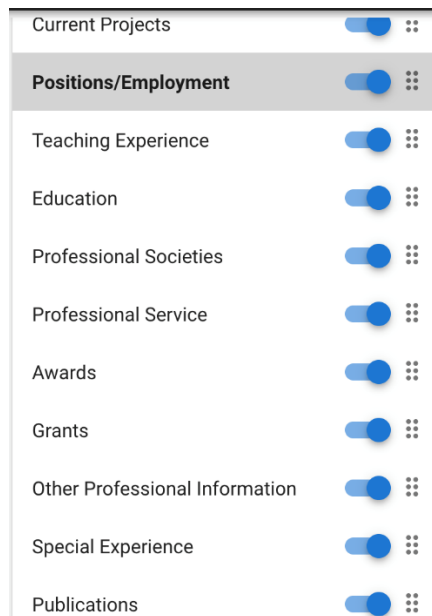 Current Projects
Positions/Employment
Teaching Experience
Education
Professional Societies
Professional Service
Awards
Grants
Other Professional Information
Special Experience
Publications